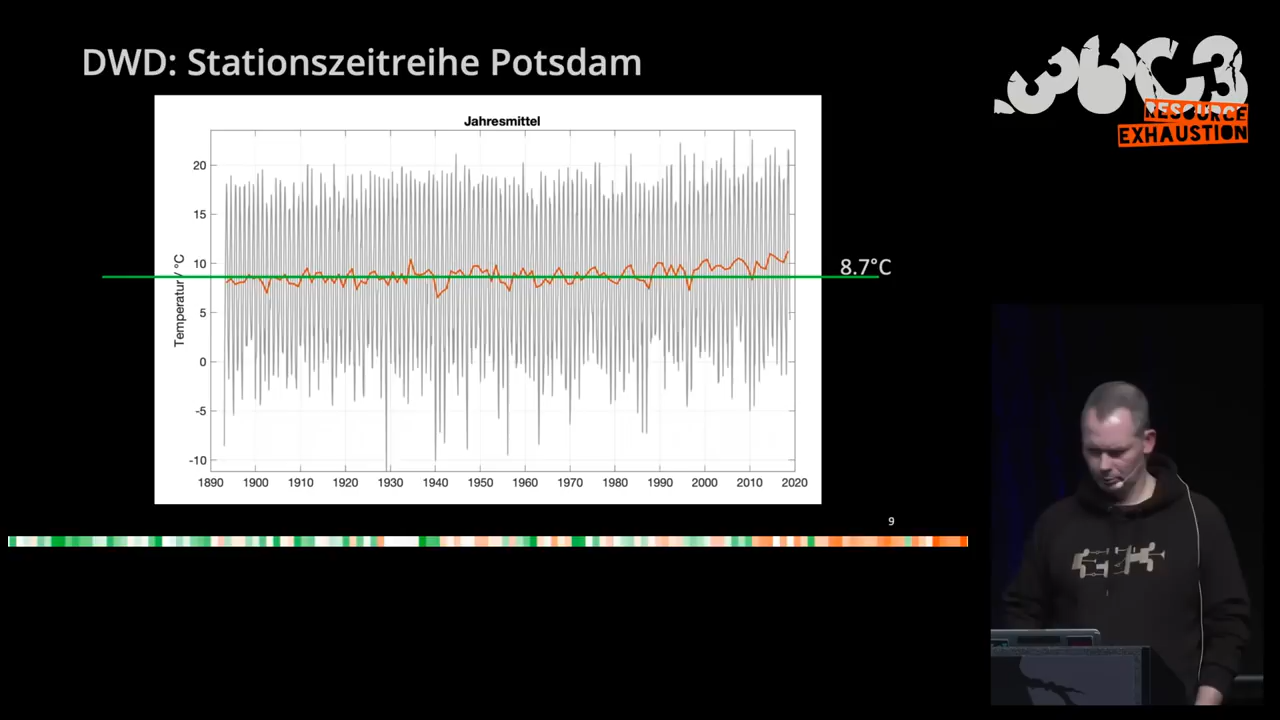 DWD: Stationszeitreihe Potsdam
36C3
RESOURCE
EXHAUSTION
Jahresmittel
Temperatur / °C
20
15
10
5
0
-5
-10
1890 1900 1910 1920 1930 1940 1950 1960 1970 1980 1990 2000 2010 2020
8.7°C
9